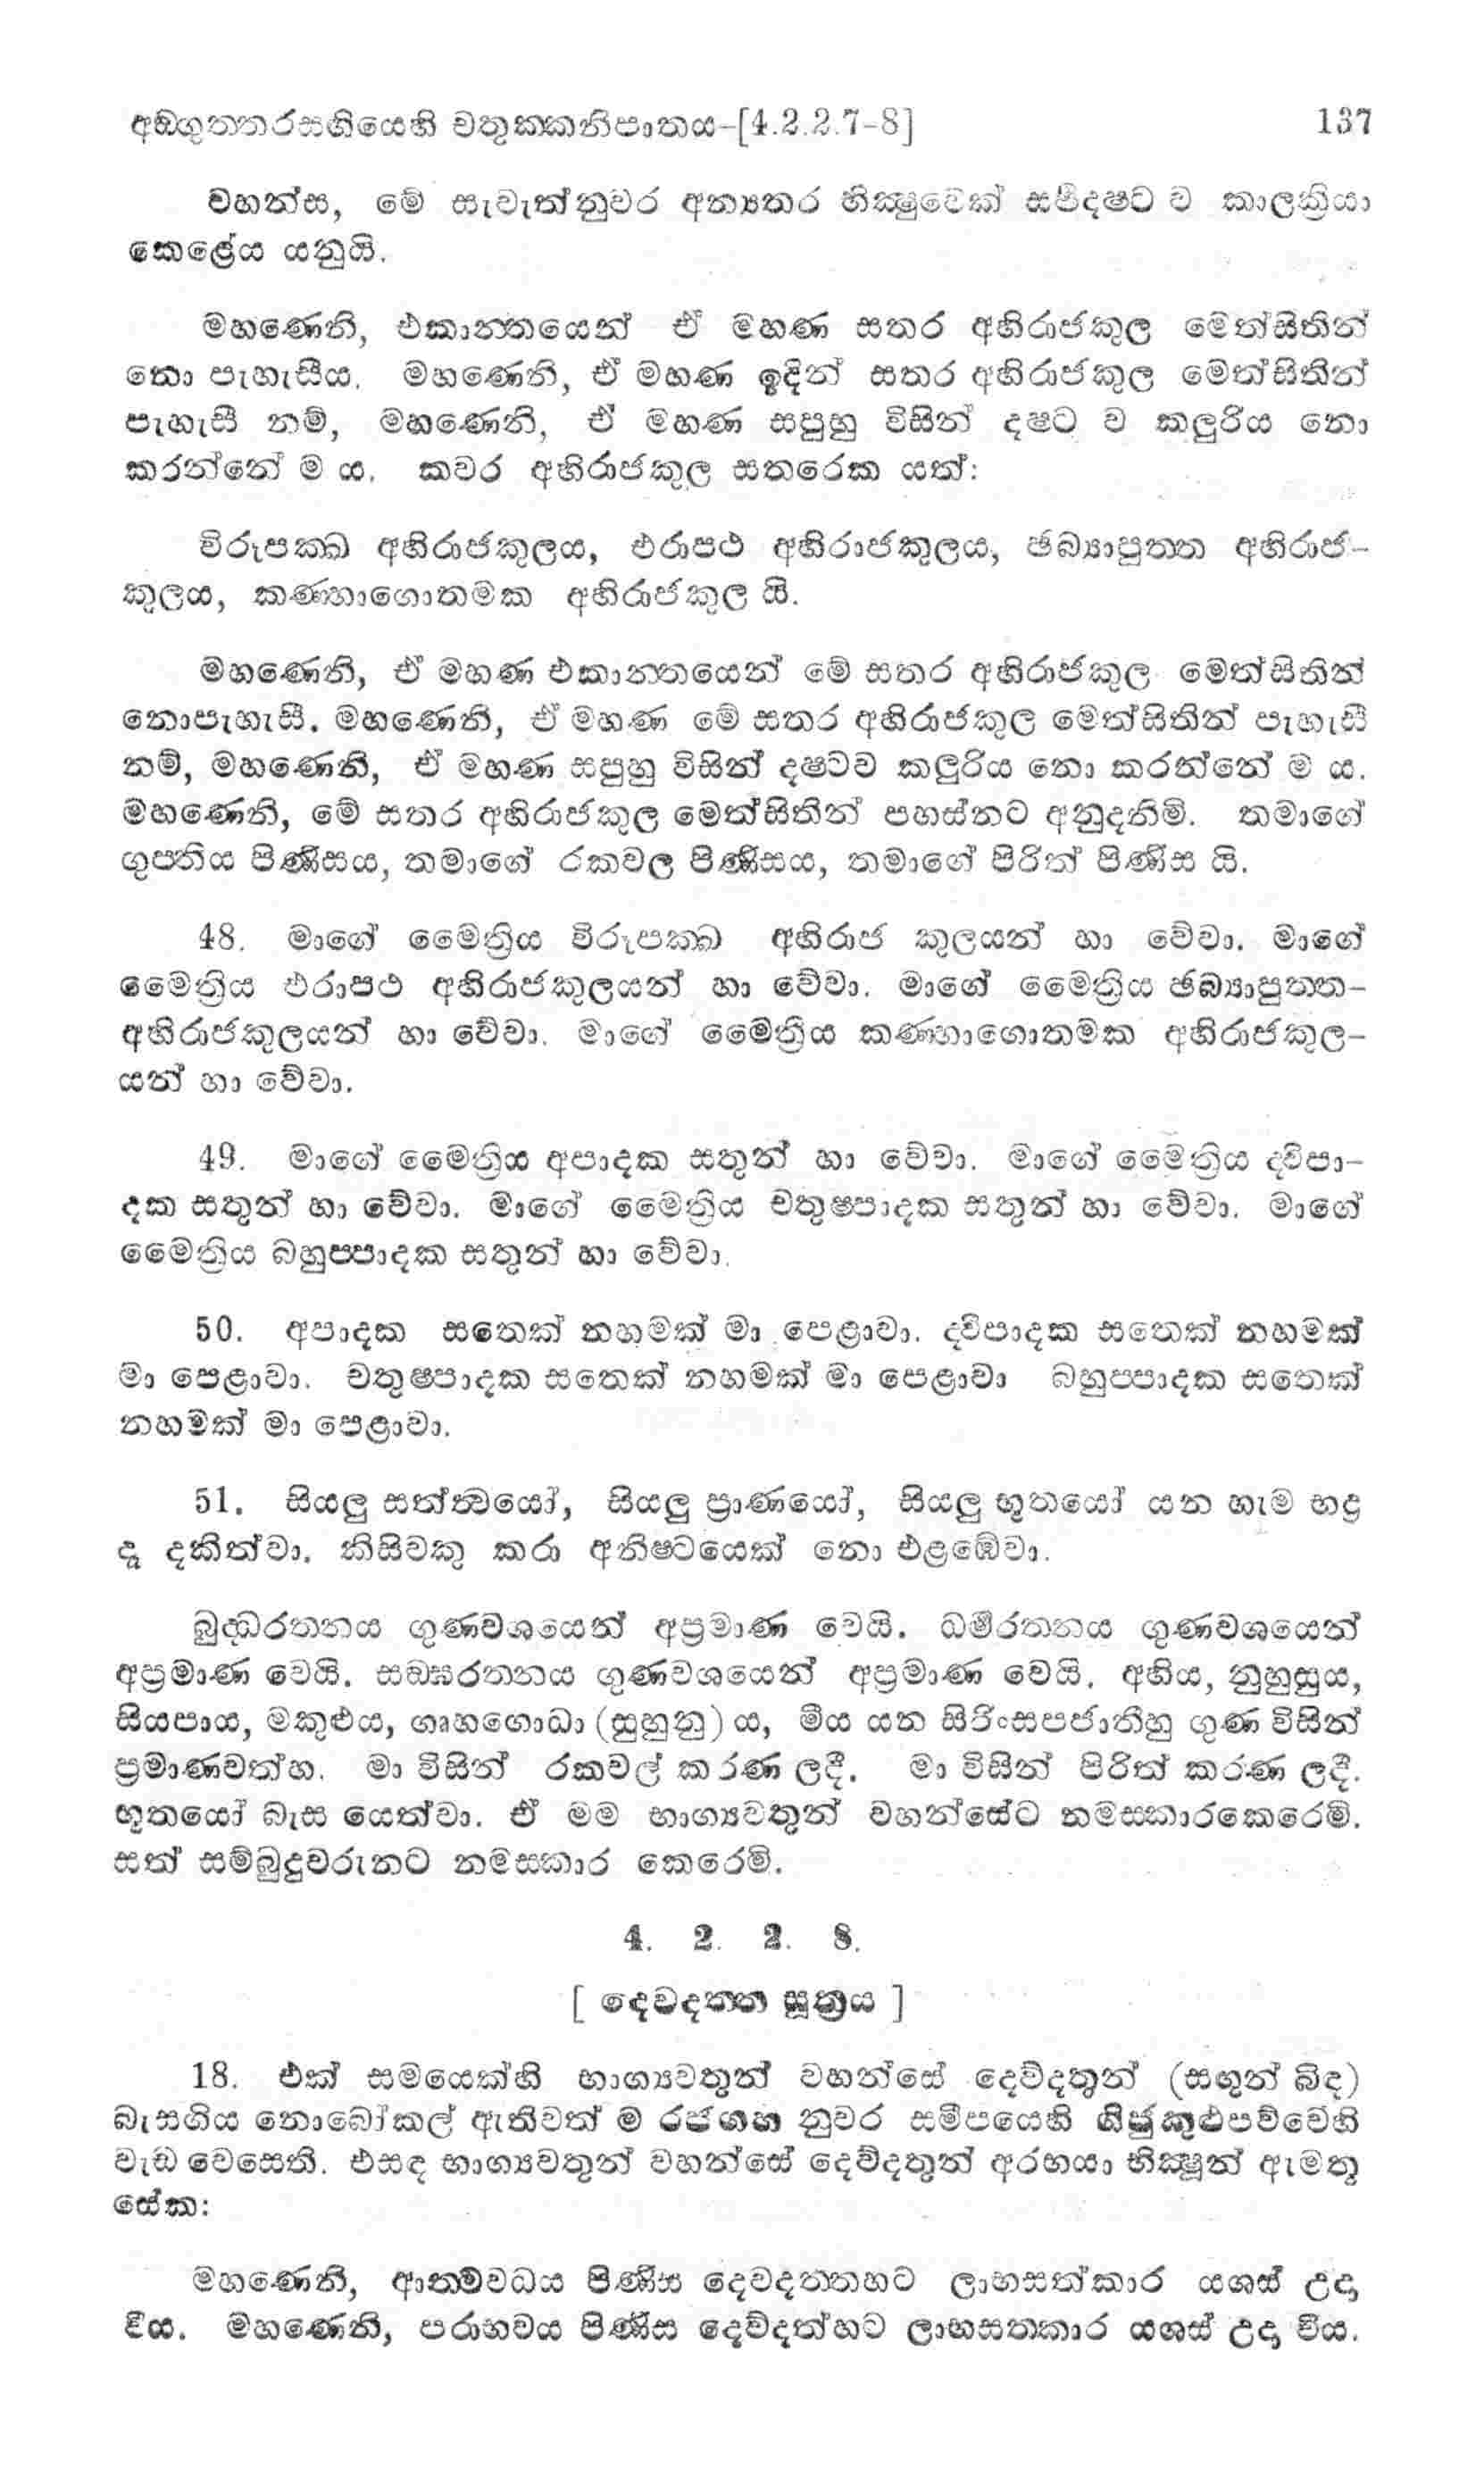 අඞ්ගුත්තරසඟියෙහි චතුක්කනිපාතය-[4.2.2.7-8] 137
වහන්ස, මේ සැවැත්නුවර අන්‍යතර භික්‍ෂුවෙක් සර්පදෂ්ට ව කාලක්‍රියා
කෙළේය යනුයි.
මහණෙනි, එකාන්තයෙන් ඒ මහණ සතර අහිරාජකුල මෙත්සිතින්
නො පැහැසීය. මහණෙනි, ඒ මහණ ඉදින් සතර අහිරාජකුල මෙත්සිතින්
පැහැසී නම්, මහණෙනි, ඒ මහණ සපුහු විසින් දෂ්ට ව කලුරිය නො
කරන්නේ ම ය. කවර අහිරාජකුල සතරෙක යත්:
විරූපක්ඛ අහිරාජකුලය, එරාපථ අහිරාජකුලය, ඡබ්‍යාපුත්ත අහිරාජ-
කුලය, කණ්හාගොතමක අහිරාජකුල යි.
මහණෙනි, ඒ මහණ එකාන්තයෙන් මේ සතර අහිරාජකුල මෙත්සිතින්
නොපැහැසී. මහණෙනි, ඒ මහණ මේ සතර අහිරාජකුල මෙත්සිතින් පැහැසී
නම්, මහණෙනි, ඒ මහණ සපුහු විසින් දෂ්ටව කලුරිය නො කරන්නේ ම ය.
මහණෙනි, මේ සතර අහිරාජකුල මෙත්සිතින් පහස්නට අනුදනිමි. තමාගේ
ගුප්තිය පිණිසය, තමාගේ රකවල පිණිසය, තමාගේ පිරිත් පිණිස යි.
48. මාගේ මෛත්‍රිය විරූපක්ඛ අහිරාජ කුලයන් හා වේවා. මාගේ
මෛත්‍රිය එරාපථ අහිරාජකුලයන් හා වේවා. මාගේ මෛත්‍රිය ඡබ්‍යාපුත්ත-
අහිරාජකුලයන් හා වේවා. මාගේ මෛත්‍රිය කණ්හාගොතමක අහිරාජකුල-
යන් හා වේවා.
49. මාගේ මෛත්‍රිය අපාදක සතුන් හා වේවා. මාගේ මෛත්‍රිය ද්විපා-
දක සතුන් හා වේවා. මාගේ මෛත්‍රිය චතුෂ්පාදක සතුන් හා වේවා. මාගේ
මෛත්‍රිය බහුප්පාදක සතුන් හා වේවා.
50. අපාදක සතෙක් නහමක් මා පෙළාවා. ද්විපාදක සතෙක් නහමක්
මා පෙළාවා. චතුෂ්පාදක සතෙක් නහමක් මා පෙළාවා බහුප්පාදක සතෙක්
නහමක් මා පෙළාවා.
51. සියලු සත්ත්‍වයෝ, සියලු ප්‍රාණයෝ, සියලු භූතයෝ යන හැම භද්‍ර
දෑ දකිත්වා. කිසිවකු කරා අනිෂ්ටයෙක් නො එළඹේවා.
බුද්ධරත්නය ගුණවශයෙන් අප්‍රමාණ වෙයි. ධර්මරත්නය ගුණවශයෙන්
අප්‍රමාණ වෙයි. සඞ්ඝරත්නය ගුණවශයෙන් අප්‍රමාණ වෙයි. අහිය, නුහුසුය,
සියපාය, මකුළුය, ගෘහගොධා (සුහුනු) ය, මීය යන සිරිංසපජාතීහු ගුණ විසින්
ප්‍රමාණවත්හ. මා විසින් රකවල් කරණ ලදී. මා විසින් පිරිත් කරණ ලදී.
භූතයෝ බැස යෙත්වා. ඒ මම භාග්‍යවතුන් වහන්සේට නමස්කාරකෙරෙමි.
සත් සම්බුදුවරුනට නමස්කාර කෙරෙමි.
4. 2. 2. 8.
[ දෙවදත්ත සූත්‍රය ]
18. එක් සමයෙක්හි භාග්‍යවතුන් වහන්සේ දෙව්දතුන් (සඟුන් බිඳ)
බැසගිය නොබෝකල් ඇතිවත් ම රජගහ නුවර සමීපයෙහි ගිජුකුළුපව්වෙහි
වැඩ වෙසෙති. එසඳ භාග්‍යවතුන් වහන්සේ දෙව්දතුන් අරභයා භික්‍ෂූන් ඇමතූ
සේක:
මහණෙනි, ආත්මවධය පිණිස දෙවදත්තහට ලාභසත්කාර යශස් උදා
විය. මහණෙනි, පරාභවය පිණිස දෙව්දත්හට ලාභසත්කාර යශස් උදා විය.